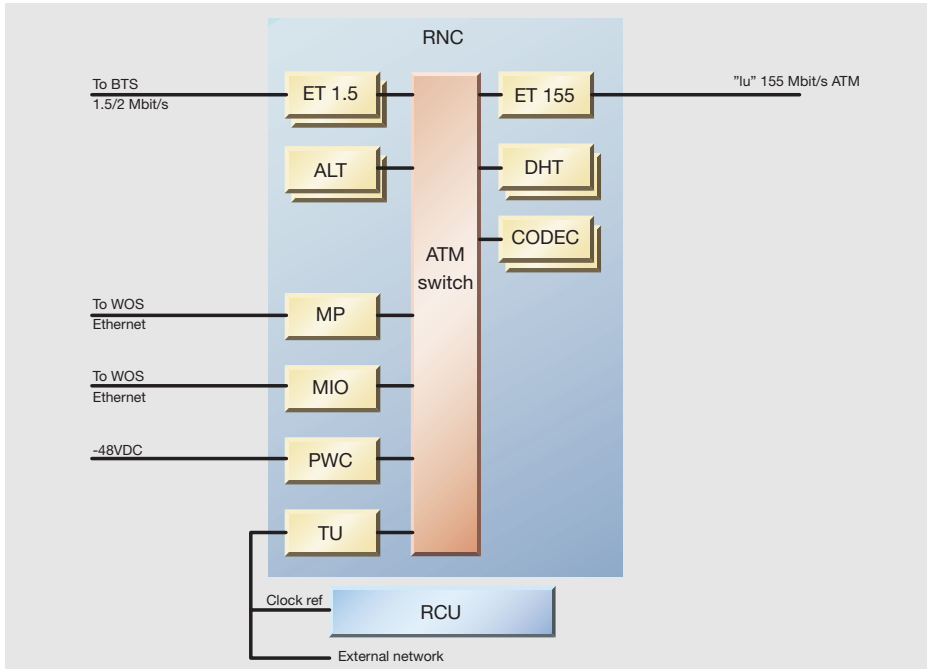 RNC
To BTS
1.5/2 Mbit/s
ET 1.5
ET 155
"Iu" 155 Mbit/s ATM
ALT
DHT
CODEC
ATM
switch
To WOS
Ethernet
MP
To WOS
Ethernet
MIO
-48VDC
PWC
TU
Clock ref
RCU
External network